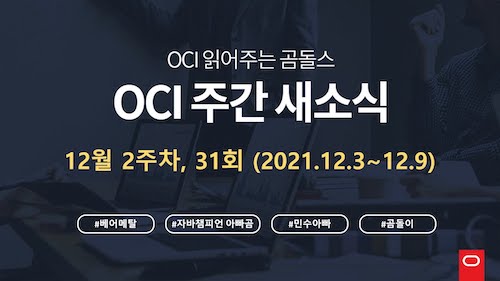 OCI 읽어주는 곰돌스
OCI 주간 새소식
12월 2주차, 31회 (2021.12.3~12.9)
#베어메탈 #자바챔피언 아빠곰 #민수아빠 #곰돌이